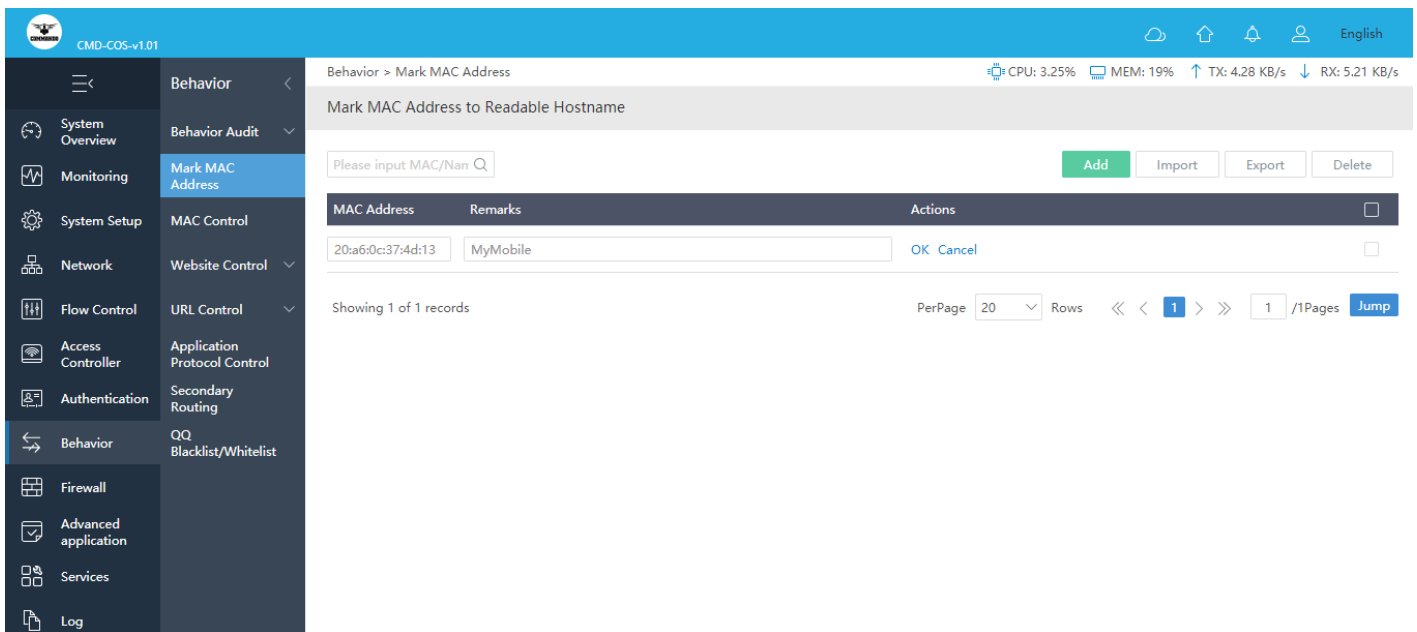 COMMANDO
CMD-COS-v1.01
English
Behavior
Behavior > Mark MAC Address
CPU: 3.25% MEM: 19% TX: 4.28 KB/s RX: 5.21 KB/s
Mark MAC Address to Readable Hostname
System
Overview
Monitoring
System Setup
Network
Flow Control
Access
Controller
Authentication
Behavior
Firewall
Advanced
application
Services
Log
Behavior Audit
Mark MAC
Address
MAC Control
Website Control
URL Control
Application
Protocol Control
Secondary
Routing
QQ
Blacklist/Whitelist
Please input MAC/Nam
Add Import Export Delete
MAC Address Remarks Actions
20:a6:0c:37:4d:13 MyMobile OK Cancel
Showing 1 of 1 records PerPage 20 Rows 1 1 /1Pages Jump